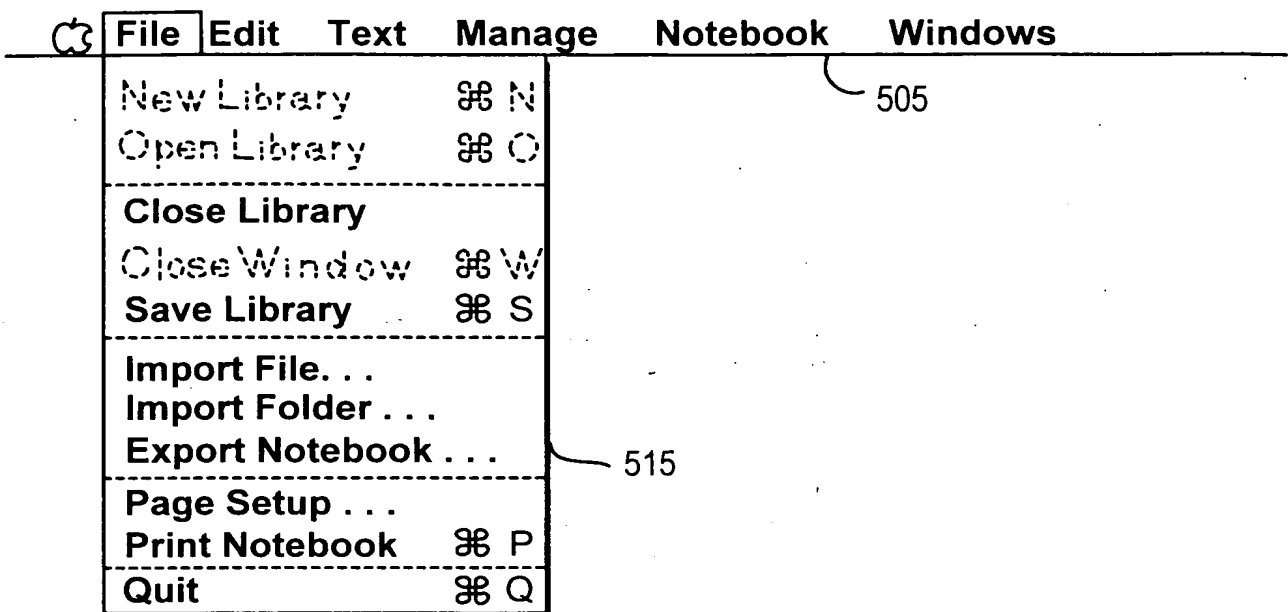 File Edit Text Manage Notebook Windows
505
New Library ⌘ N
Open Library ⌘ O
Close Library
Close Window ⌘ W
Save Library ⌘ S
Import File. . .
Import Folder . . .
Export Notebook . . .
515
Page Setup . . .
Print Notebook ⌘ P
Quit ⌘ Q